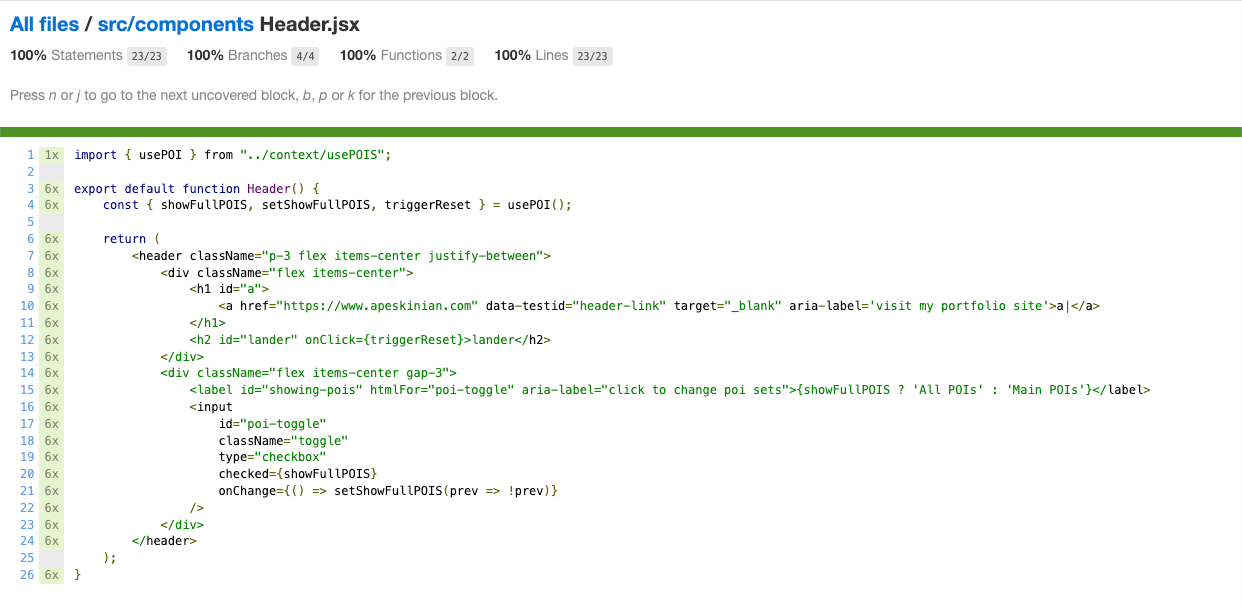 All files / src/components Header.jsx
100% Statements 23/23 100% Branches 4/4 100% Functions 2/2 100% Lines 23/23
Press n or j to go to the next uncovered block, b, p or k for the previous block.
1 1x import { usePOI } from "../context/usePOIS";
2
3 6x export default function Header() {
4 6x     const { showFullPOIS, setShowFullPOIS, triggerReset } = usePOI();
5
6 6x     return (
7 6x         <header className="p-3 flex items-center justify-between">
8 6x             <div className="flex items-center">
9 6x                 <h1 id="a">
10 6x                     <a href="https://www.apeskinian.com" data-testid="header-link" target="_blank" aria-label='visit my portfolio site'>a|</a>
11 6x                 </h1>
12 6x                 <h2 id="lander" onClick={triggerReset}>lander</h2>
13 6x             </div>
14 6x             <div className="flex items-center gap-3">
15 6x                 <label id="showing-pois" htmlFor="poi-toggle" aria-label="click to change poi sets">{showFullPOIS ? 'All POIs' : 'Main POIs'}</label>
16 6x                 <input
17 6x                     id="poi-toggle"
18 6x                     className="toggle"
19 6x                     type="checkbox"
20 6x                     checked={showFullPOIS}
21 6x                     onChange={() => setShowFullPOIS(prev => !prev)}
22 6x                 />
23 6x             </div>
24 6x         </header>
25     );
26 6x }